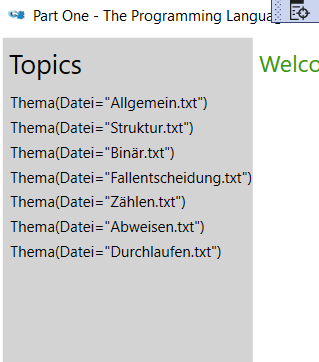 Part One - The Programming Langua
Topics
Welco
Thema(Datei="Allgemein.txt")
Thema(Datei="Struktur.txt")
Thema(Datei="Binär.txt")
Thema(Datei="Fallentscheidung.txt")
Thema(Datei="Zählen.txt")
Thema(Datei="Abweisen.txt")
Thema(Datei="Durchlaufen.txt")